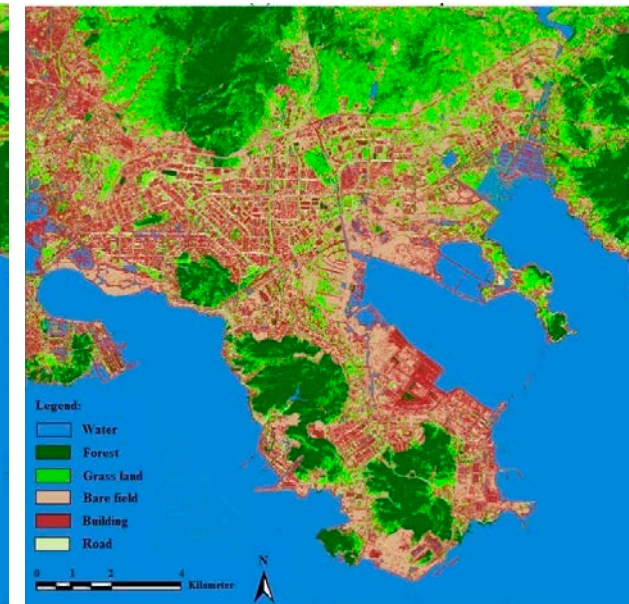 Legend:
Water
Forest
Grass land
Bare field
Building
Road
N
0 1 2 4
Kilometer